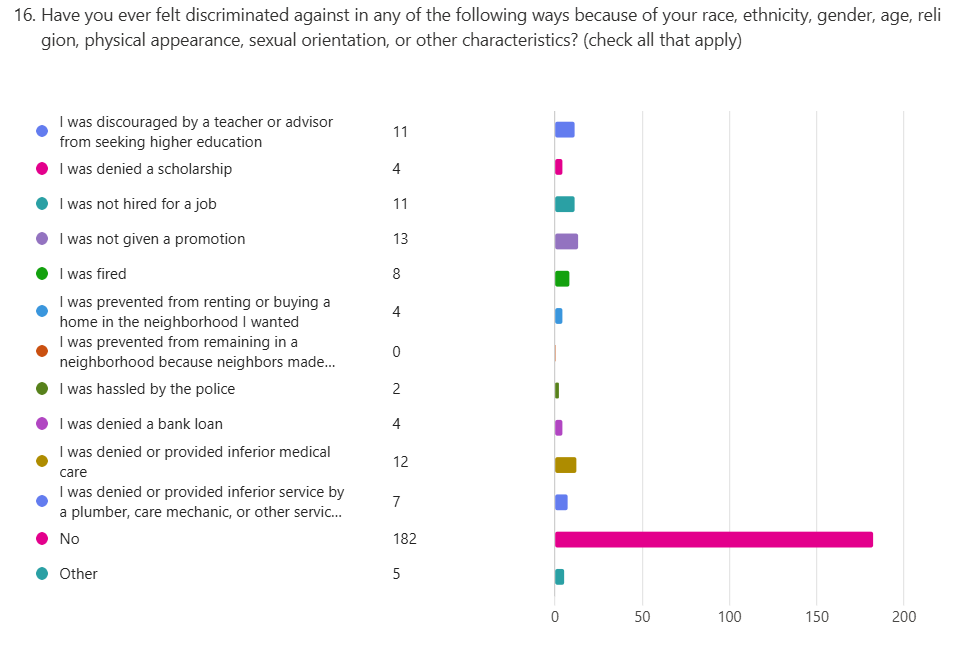 16. Have you ever felt discriminated against in any of the following ways because of your race, ethnicity, gender, age, reli
gion, physical appearance, sexual orientation, or other characteristics? (check all that apply)
I was discouraged by a teacher or advisor
from seeking higher education
11
I was denied a scholarship 4
I was not hired for a job 11
I was not given a promotion 13
I was fired 8
I was prevented from renting or buying a
home in the neighborhood I wanted
4
I was prevented from remaining in a
neighborhood because neighbors made...
0
I was hassled by the police 2
I was denied a bank loan 4
I was denied or provided inferior medical
care
12
I was denied or provided inferior service by
a plumber, care mechanic, or other servic...
7
No 182
Other 5
0 50 100 150 200